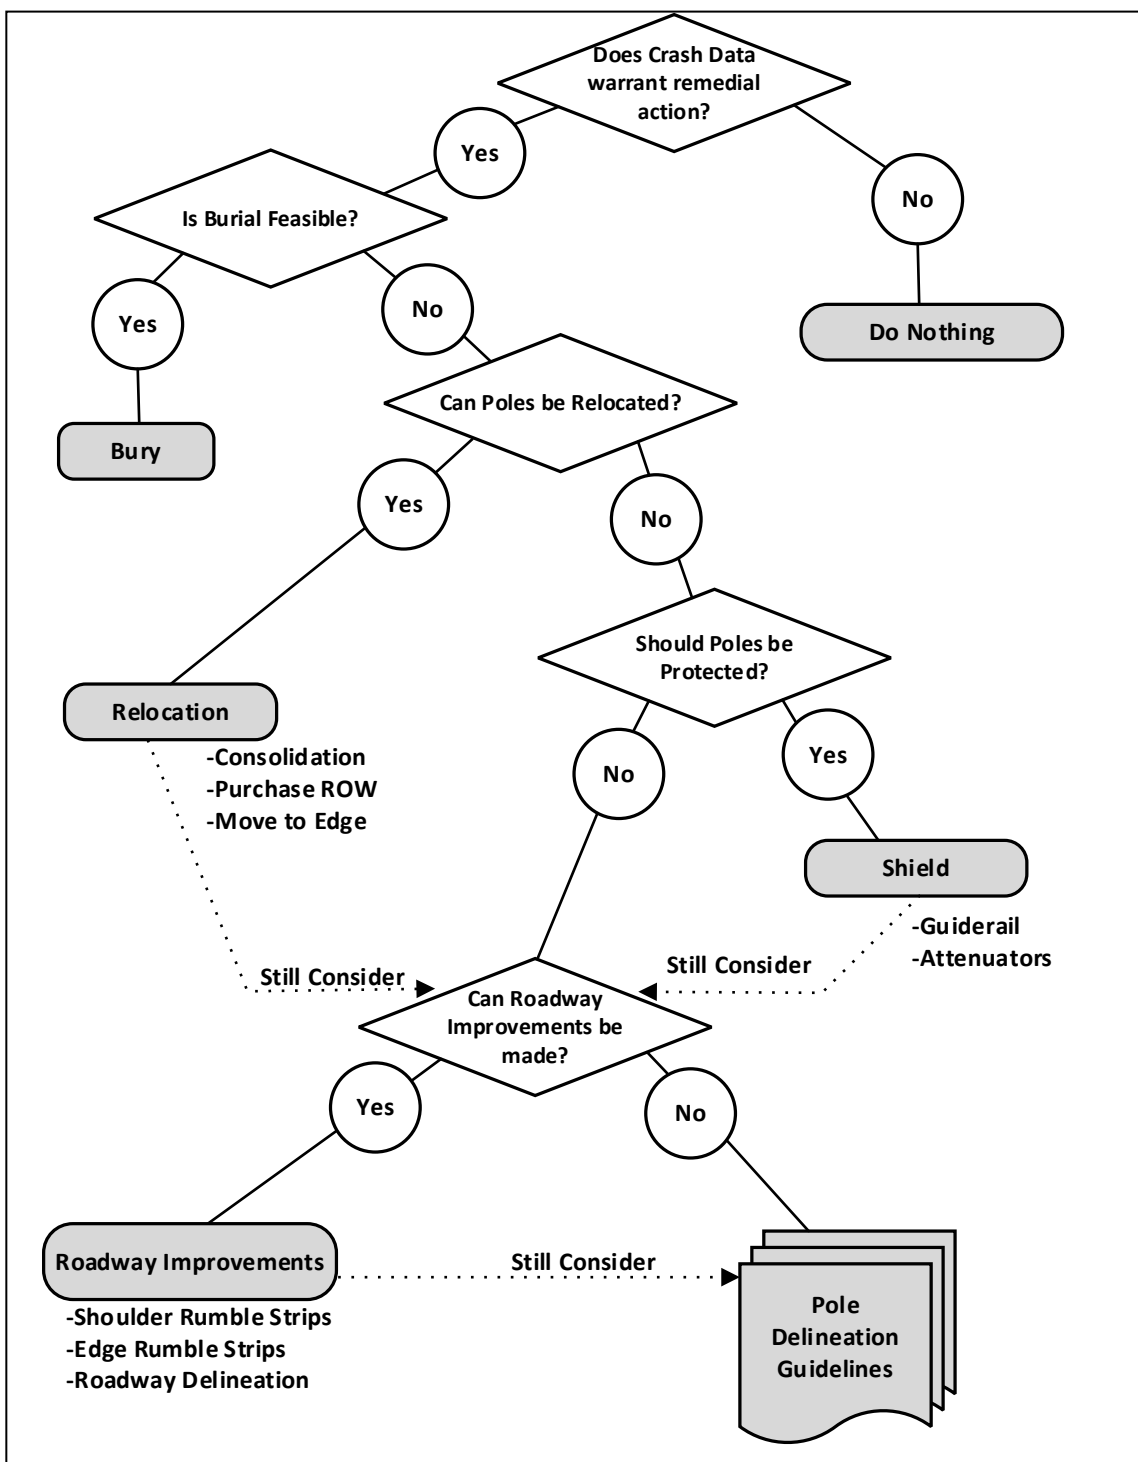 Does Crash Data
warrant remedial
action?
Yes
No
Is Burial Feasible?
Yes
No
Do Nothing
Can Poles be Relocated?
Bury
Yes
No
Should Poles be
Protected?
Relocation
-Consolidation
-Purchase ROW
-Move to Edge
No
Yes
Shield
-Guiderail
-Attenuators
Still Consider
Still Consider
Can Roadway
Improvements be
made?
Yes
No
Roadway Improvements
-Shoulder Rumble Strips
-Edge Rumble Strips
-Roadway Delineation
Still Consider
Pole
Delineation
Guidelines